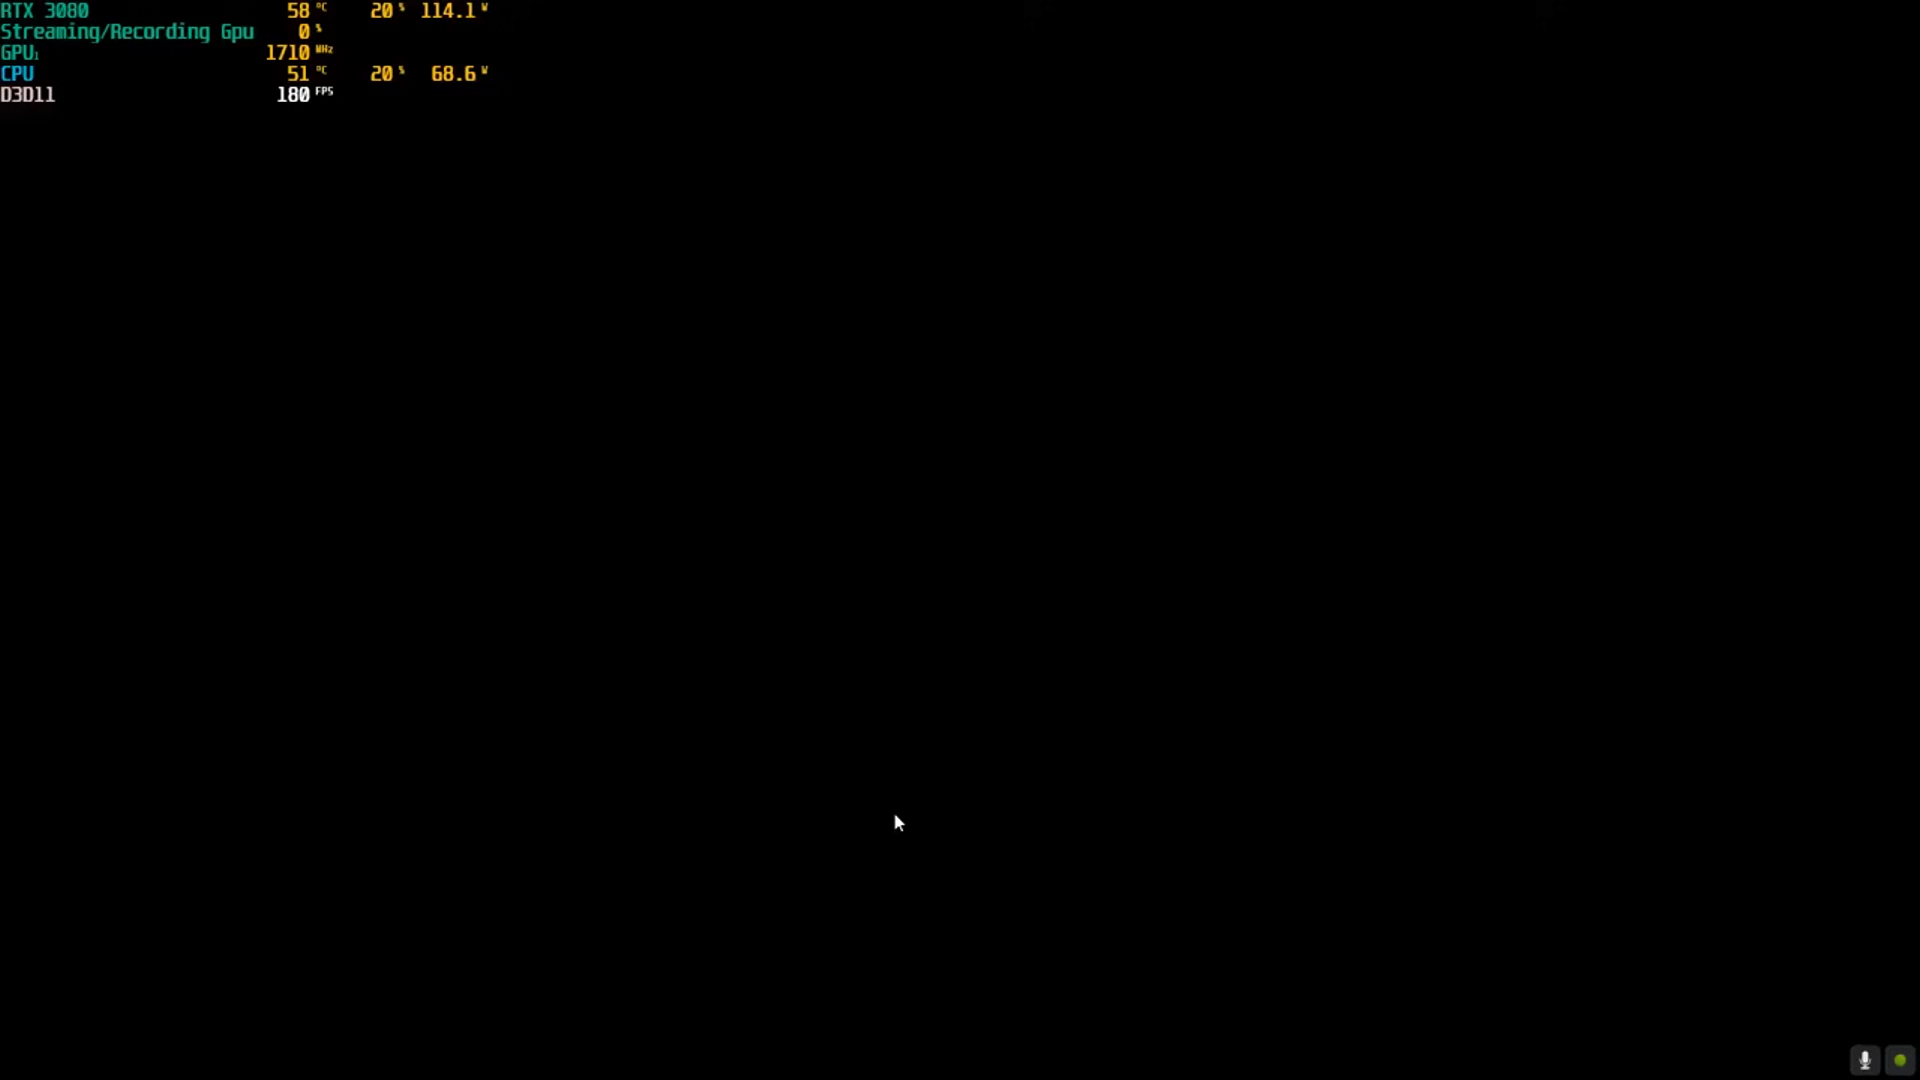 RTX 3080 58 °C 20 % 114.1 W
Streaming/Recording Gpu 0 %
GPU1 1710 MHz
CPU 51 °C 20 % 68.6 W
D3D11 180 FPS